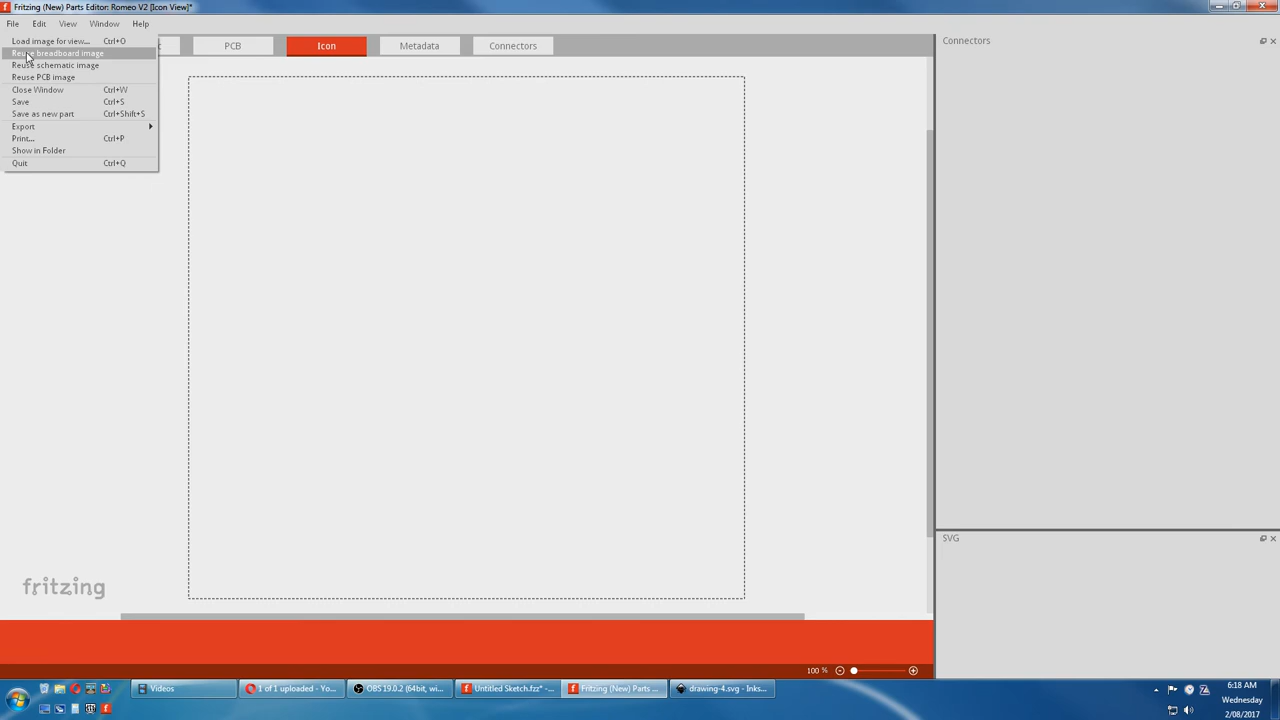 Fritzing (New) Parts Editor: Romeo V2 [Icon View]*
File Edit View Window Help
Load image for view... Ctrl+O
Reuse breadboard image
Reuse schematic image
Reuse PCB image
Close Window Ctrl+W
Save Ctrl+S
Save as new part Ctrl+Shift+S
Export
Print... Ctrl+P
Show in Folder
Quit Ctrl+Q
PCB Icon Metadata Connectors
Connectors
SVG
fritzing
100 %
Videos
1 of 1 uploaded - Yo...
OBS 19.0.2 (64bit, wi...
Untitled Sketch.fzz* -...
Fritzing (New) Parts ...
drawing-4.svg - Inks...
6:18 AM
Wednesday
2/08/2017